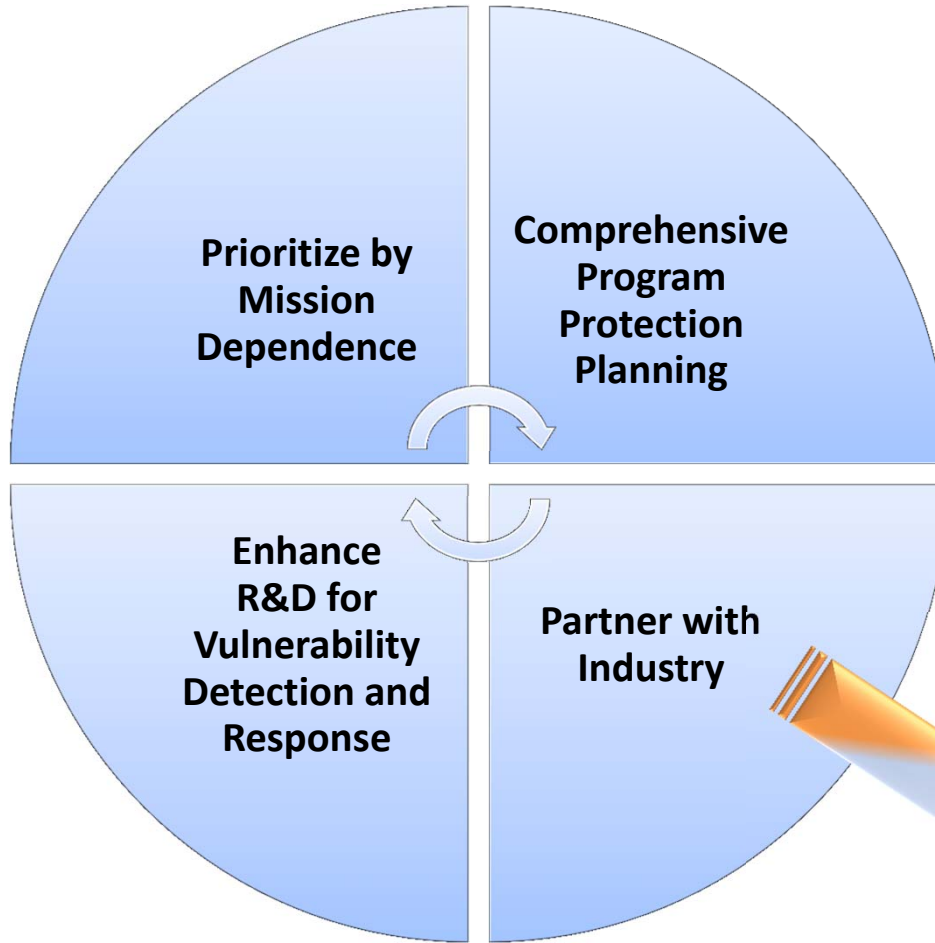 Prioritize by
Mission
Dependence
Comprehensive
Program
Protection
Planning
Enhance
R&D for
Vulnerability
Detection and
Response
Partner with
Industry